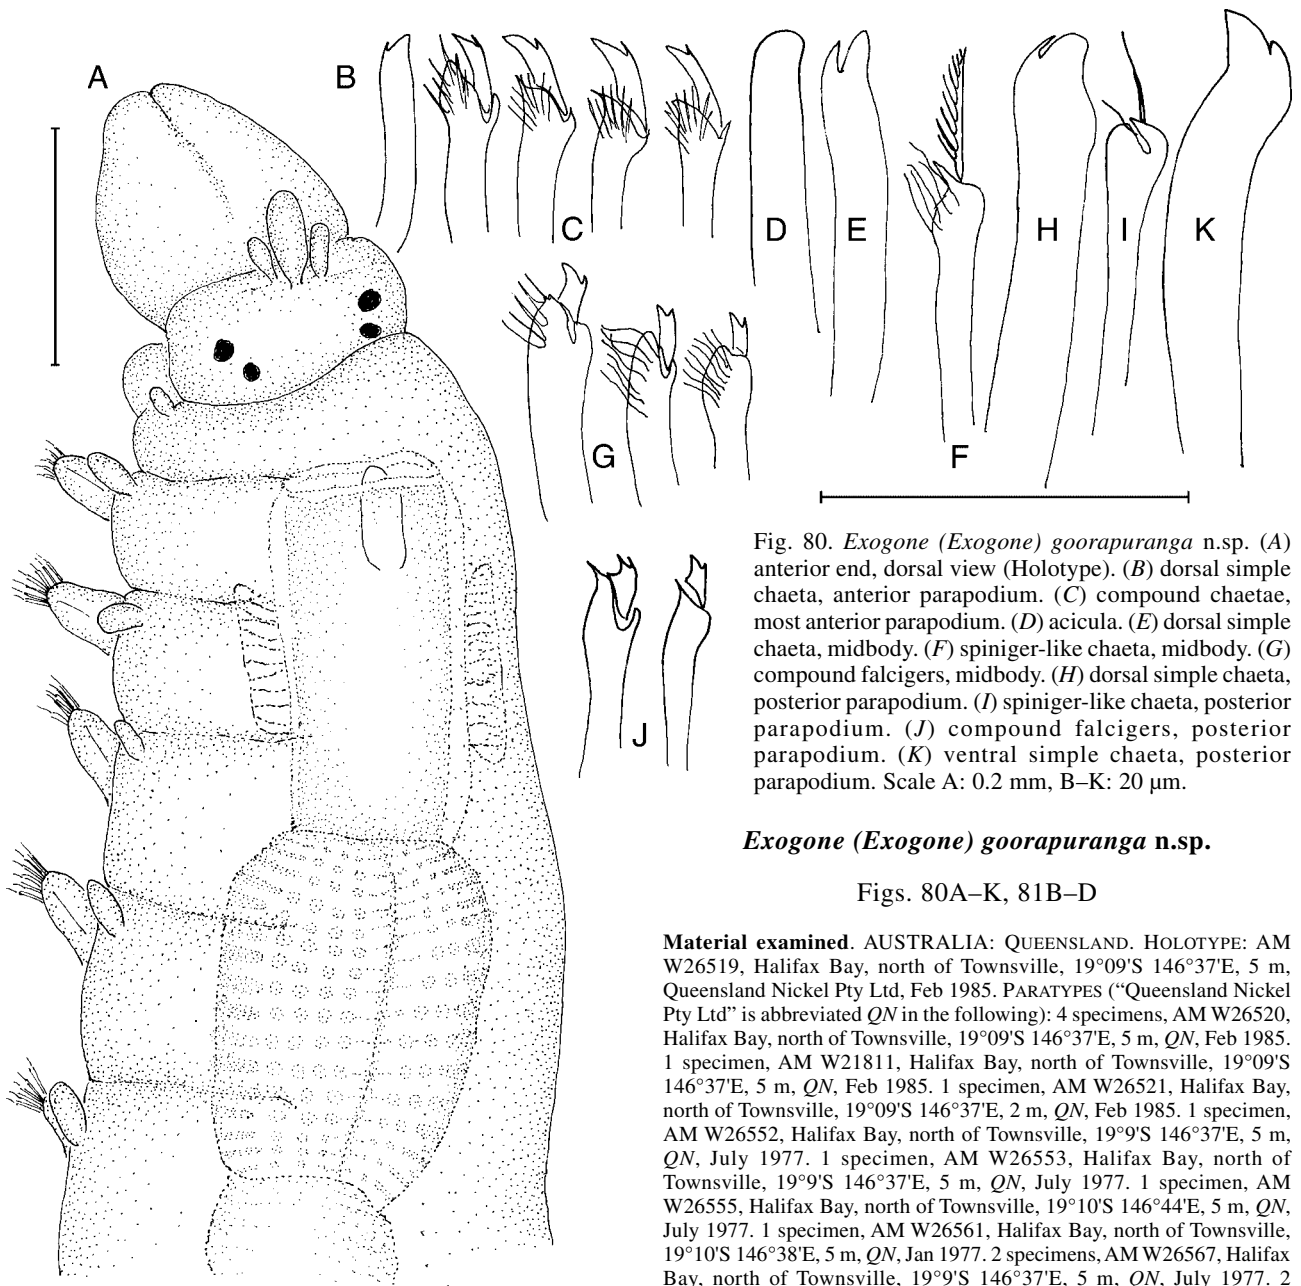 A
B
C
D
E
F
G
H
I
J
K
Fig. 80. Exogone (Exogone) goorapuranga n.sp. (A)
anterior end, dorsal view (Holotype). (B) dorsal simple
chaeta, anterior parapodium. (C) compound chaetae,
most anterior parapodium. (D) acicula. (E) dorsal simple
chaeta, midbody. (F) spiniger-like chaeta, midbody. (G)
compound falcigers, midbody. (H) dorsal simple chaeta,
posterior parapodium. (I) spiniger-like chaeta, posterior
parapodium. (J) compound falcigers, posterior
parapodium. (K) ventral simple chaeta, posterior
parapodium. Scale A: 0.2 mm, B–K: 20 µm.
Exogone (Exogone) goorapuranga n.sp.
Figs. 80A–K, 81B–D
Material examined. AUSTRALIA: QUEENSLAND. HOLOTYPE: AM
W26519, Halifax Bay, north of Townsville, 19°09'S 146°37'E, 5 m,
Queensland Nickel Pty Ltd, Feb 1985. PARATYPES (“Queensland Nickel
Pty Ltd” is abbreviated QN in the following): 4 specimens, AM W26520,
Halifax Bay, north of Townsville, 19°09'S 146°37'E, 5 m, QN, Feb 1985.
1 specimen, AM W21811, Halifax Bay, north of Townsville, 19°09'S
146°37'E, 5 m, QN, Feb 1985. 1 specimen, AM W26521, Halifax Bay,
north of Townsville, 19°09'S 146°37'E, 2 m, QN, Feb 1985. 1 specimen,
AM W26552, Halifax Bay, north of Townsville, 19°9'S 146°37'E, 5 m,
QN, July 1977. 1 specimen, AM W26553, Halifax Bay, north of
Townsville, 19°9'S 146°37'E, 5 m, QN, July 1977. 1 specimen, AM
W26555, Halifax Bay, north of Townsville, 19°10'S 146°44'E, 5 m, QN,
July 1977. 1 specimen, AM W26561, Halifax Bay, north of Townsville,
19°10'S 146°38'E, 5 m, QN, Jan 1977. 2 specimens, AM W26567, Halifax
Bay, north of Townsville, 19°9'S 146°37'E, 5 m, QN, July 1977. 2